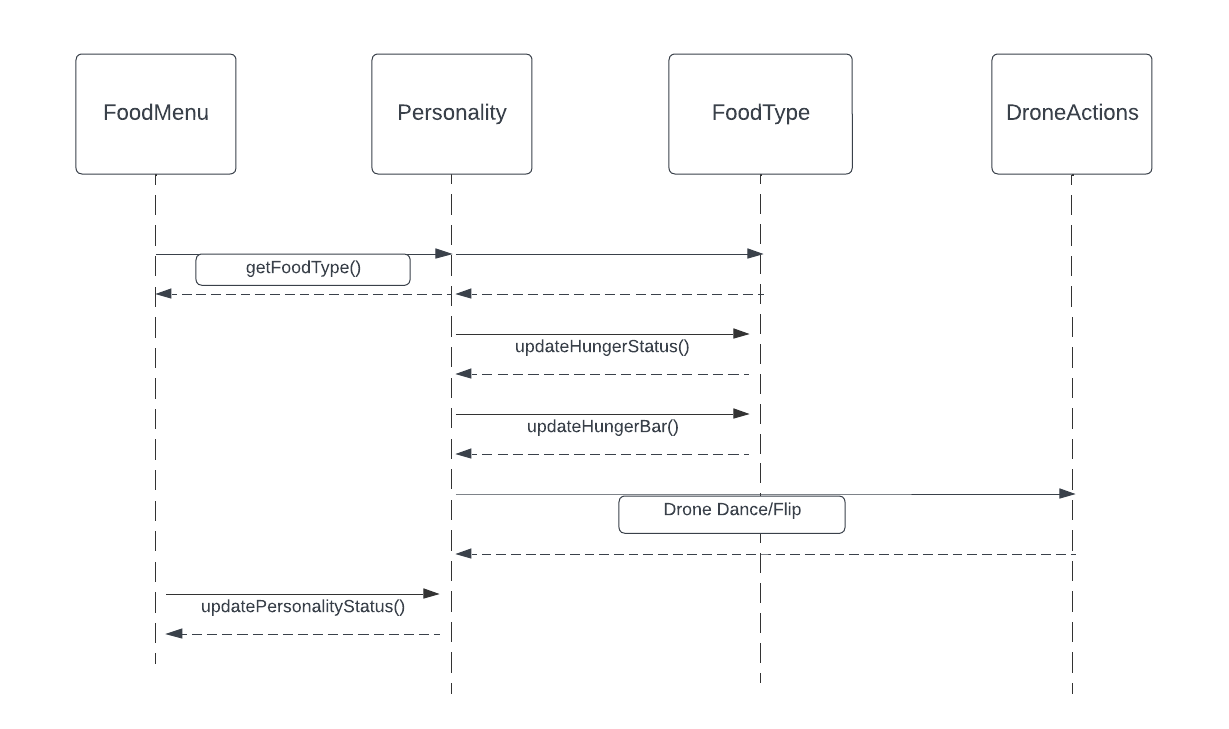 FoodMenu
Personality
FoodType
DroneActions
getFoodType()
updateHungerStatus()
updateHungerBar()
Drone Dance/Flip
updatePersonalityStatus()